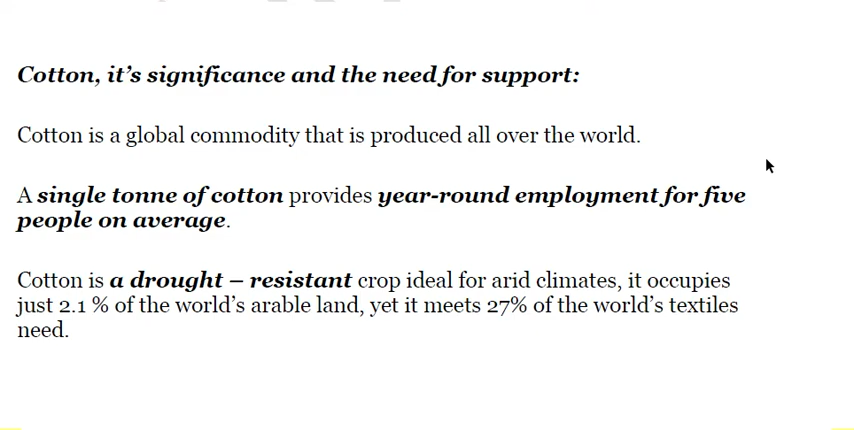 Cotton, it's significance and the need for support:
Cotton is a global commodity that is produced all over the world.
A single tonne of cotton provides year-round employment for five
people on average.
Cotton is a drought – resistant crop ideal for arid climates, it occupies
just 2.1 % of the world's arable land, yet it meets 27% of the world's textiles
need.